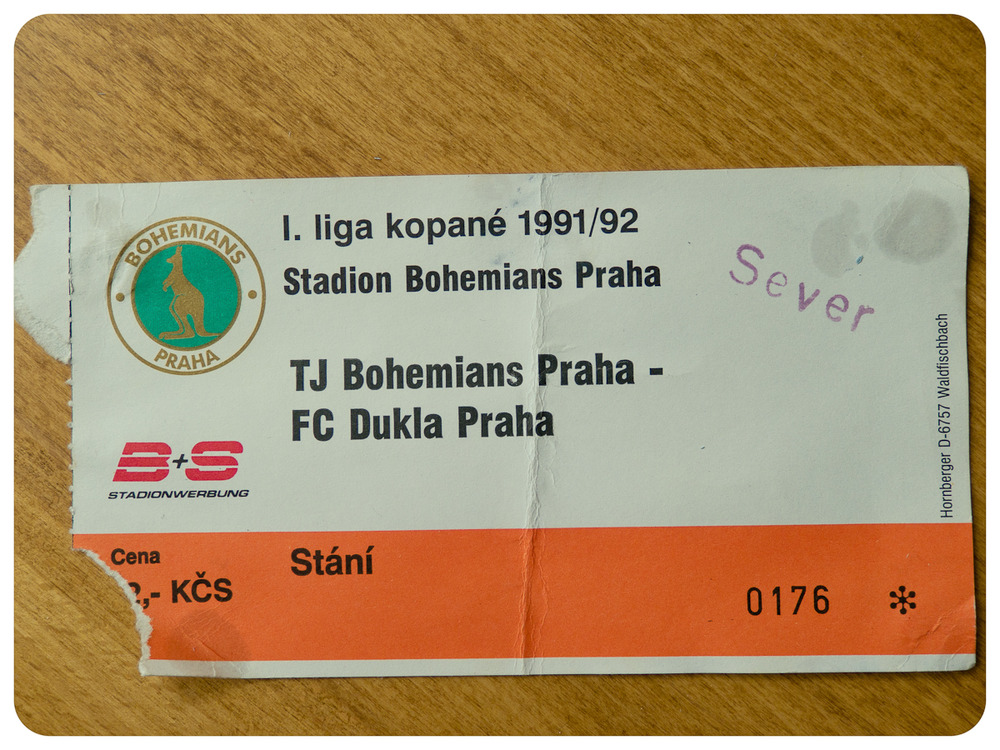 BOHEMIANS
PRAHA
I. liga kopané 1991/92
Stadion Bohemians Praha
Sever
TJ Bohemians Praha -
FC Dukla Praha
B+S
STADIONWERBUNG
Hornberger D-6757 Waldfischbach
Cena
Stání
2,- KČS
0176 *